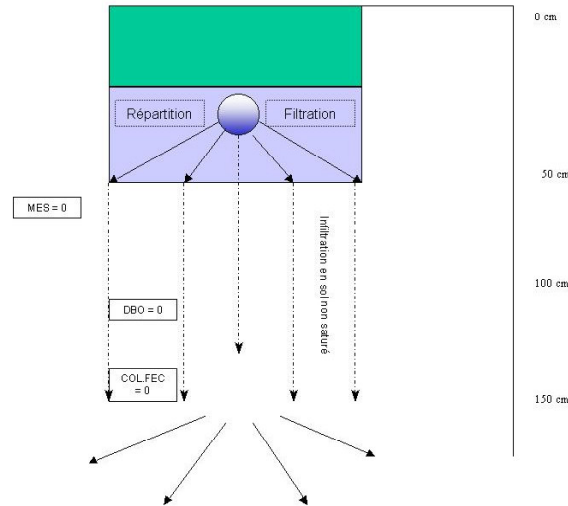 0 cm
Répartition
Filtration
50 cm
MES = 0
Infiltration en sol non saturé
100 cm
DBO = 0
COL.FEC
= 0
150 cm